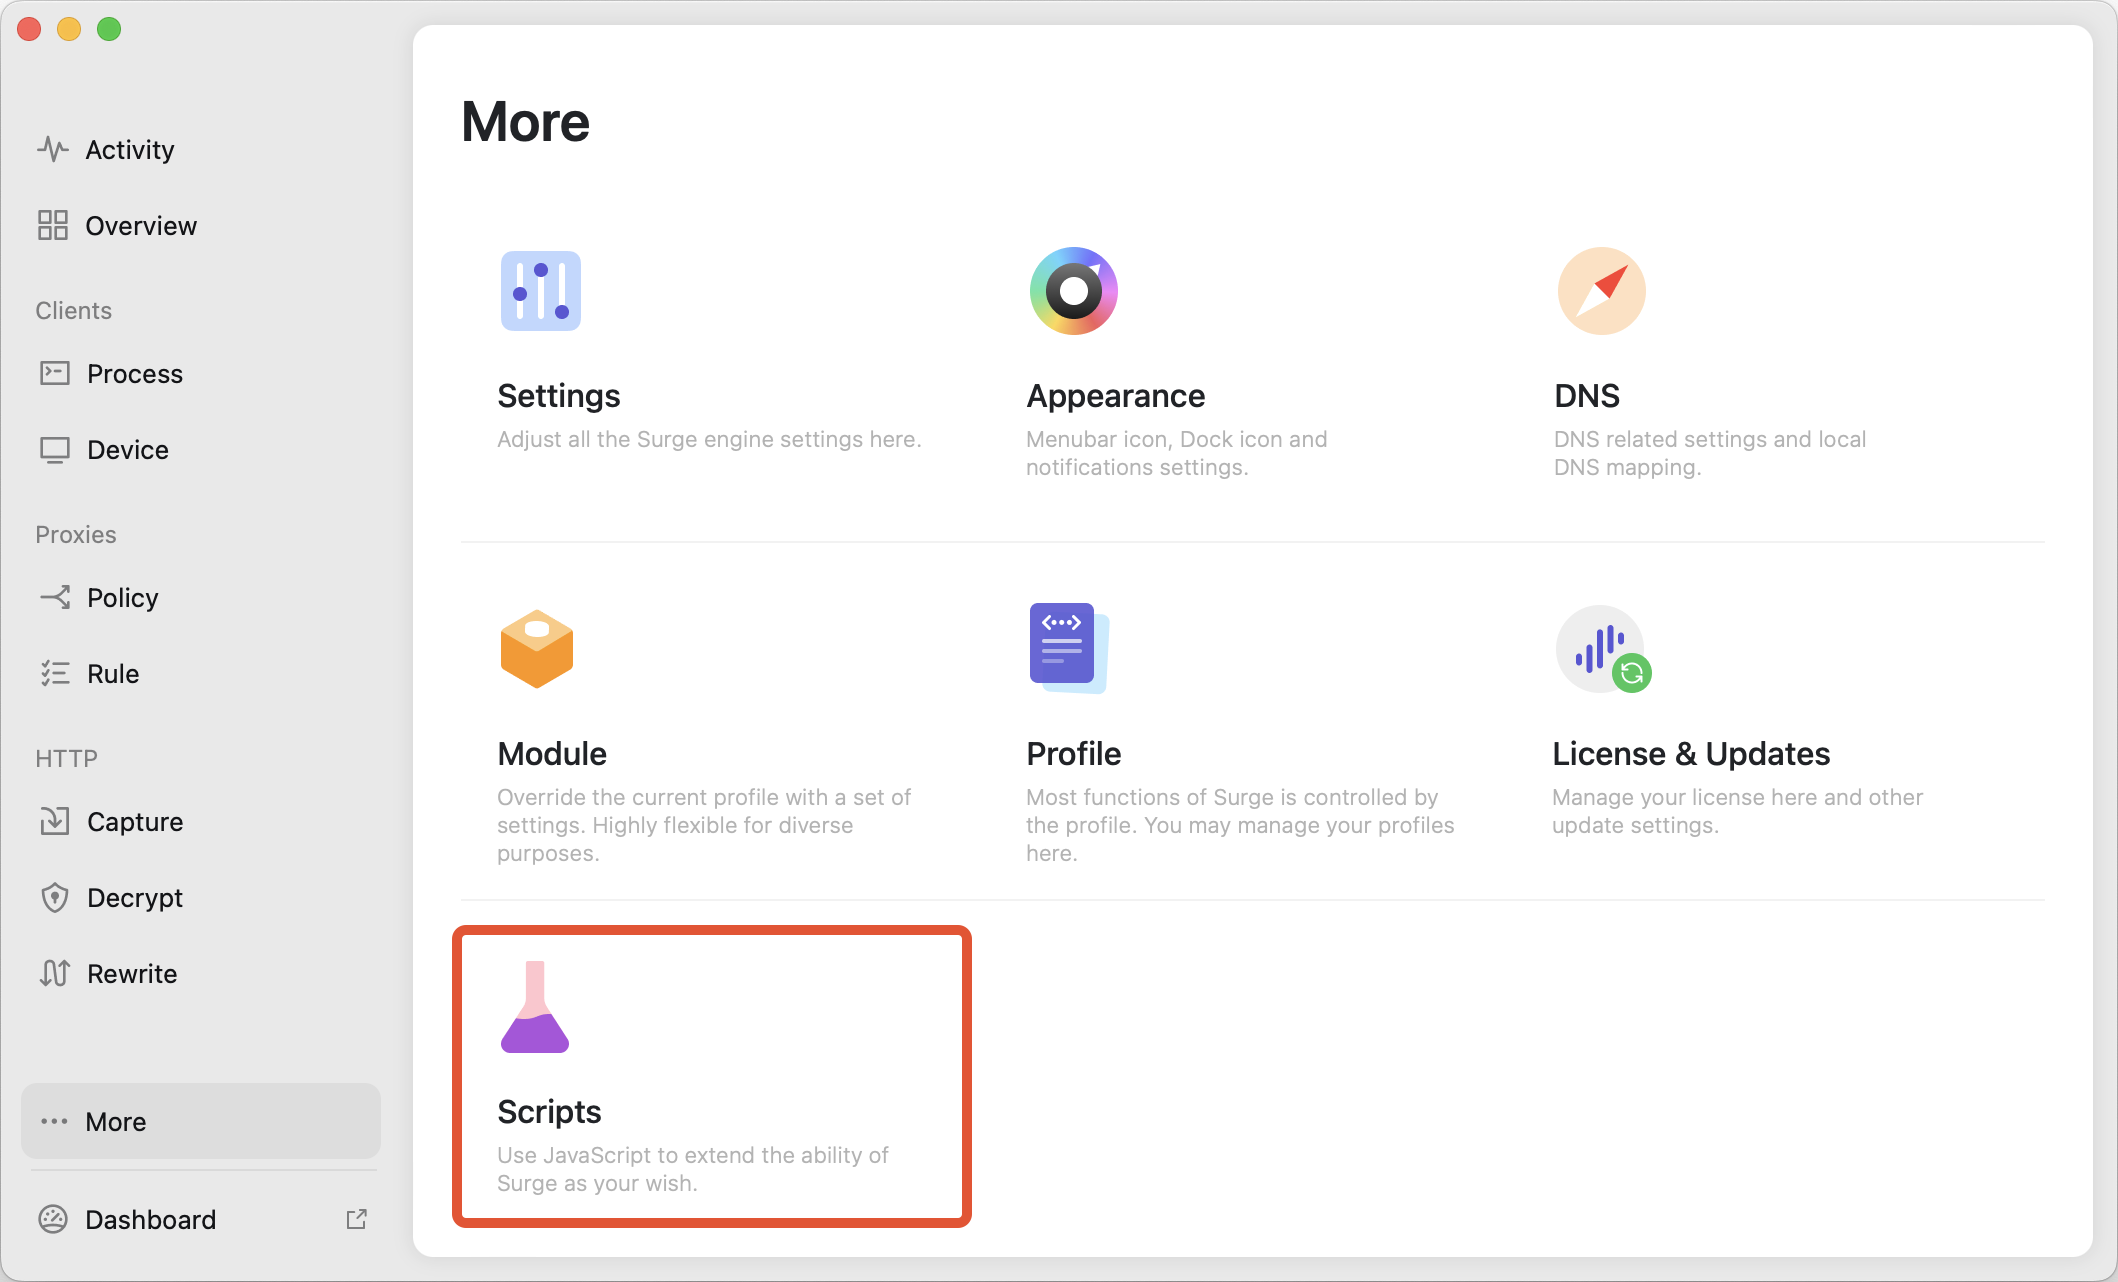 More
Activity
Overview
Clients
Process
Device
Proxies
Policy
Rule
HTTP
Capture
Decrypt
Rewrite
More
Dashboard
Settings
Adjust all the Surge engine settings here.
Appearance
Menubar icon, Dock icon and
notifications settings.
DNS
DNS related settings and local
DNS mapping.
Module
Override the current profile with a set of
settings. Highly flexible for diverse
purposes.
Profile
Most functions of Surge is controlled by
the profile. You may manage your profiles
here.
License & Updates
Manage your license here and other
update settings.
Scripts
Use JavaScript to extend the ability of
Surge as your wish.